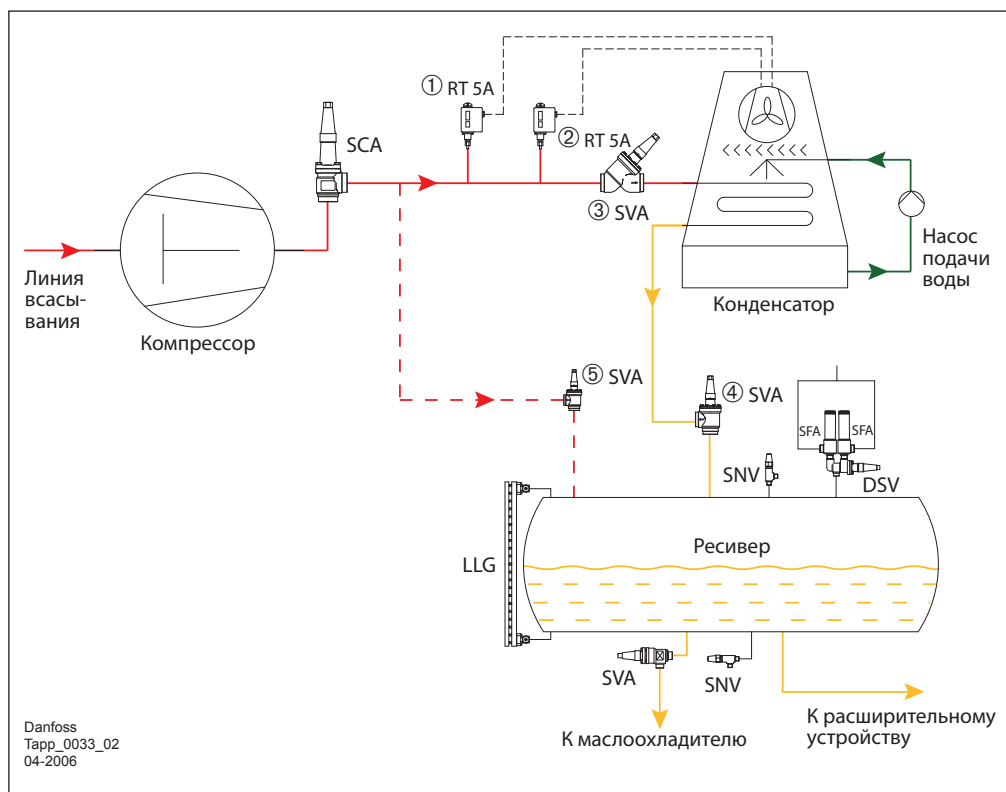 ① RT 5A
SCA
② RT 5A
③ SVA
Линия
всасы-
вания
Компрессор
Конденсатор
Насос
подачи
воды
⑤ SVA
④ SVA
SFA
SFA
SNV
DSV
LLG
Ресивер
SVA
SNV
К маслоохладителю
К расширительному
устройству
Danfoss
Tapp_0033_02
04-2006